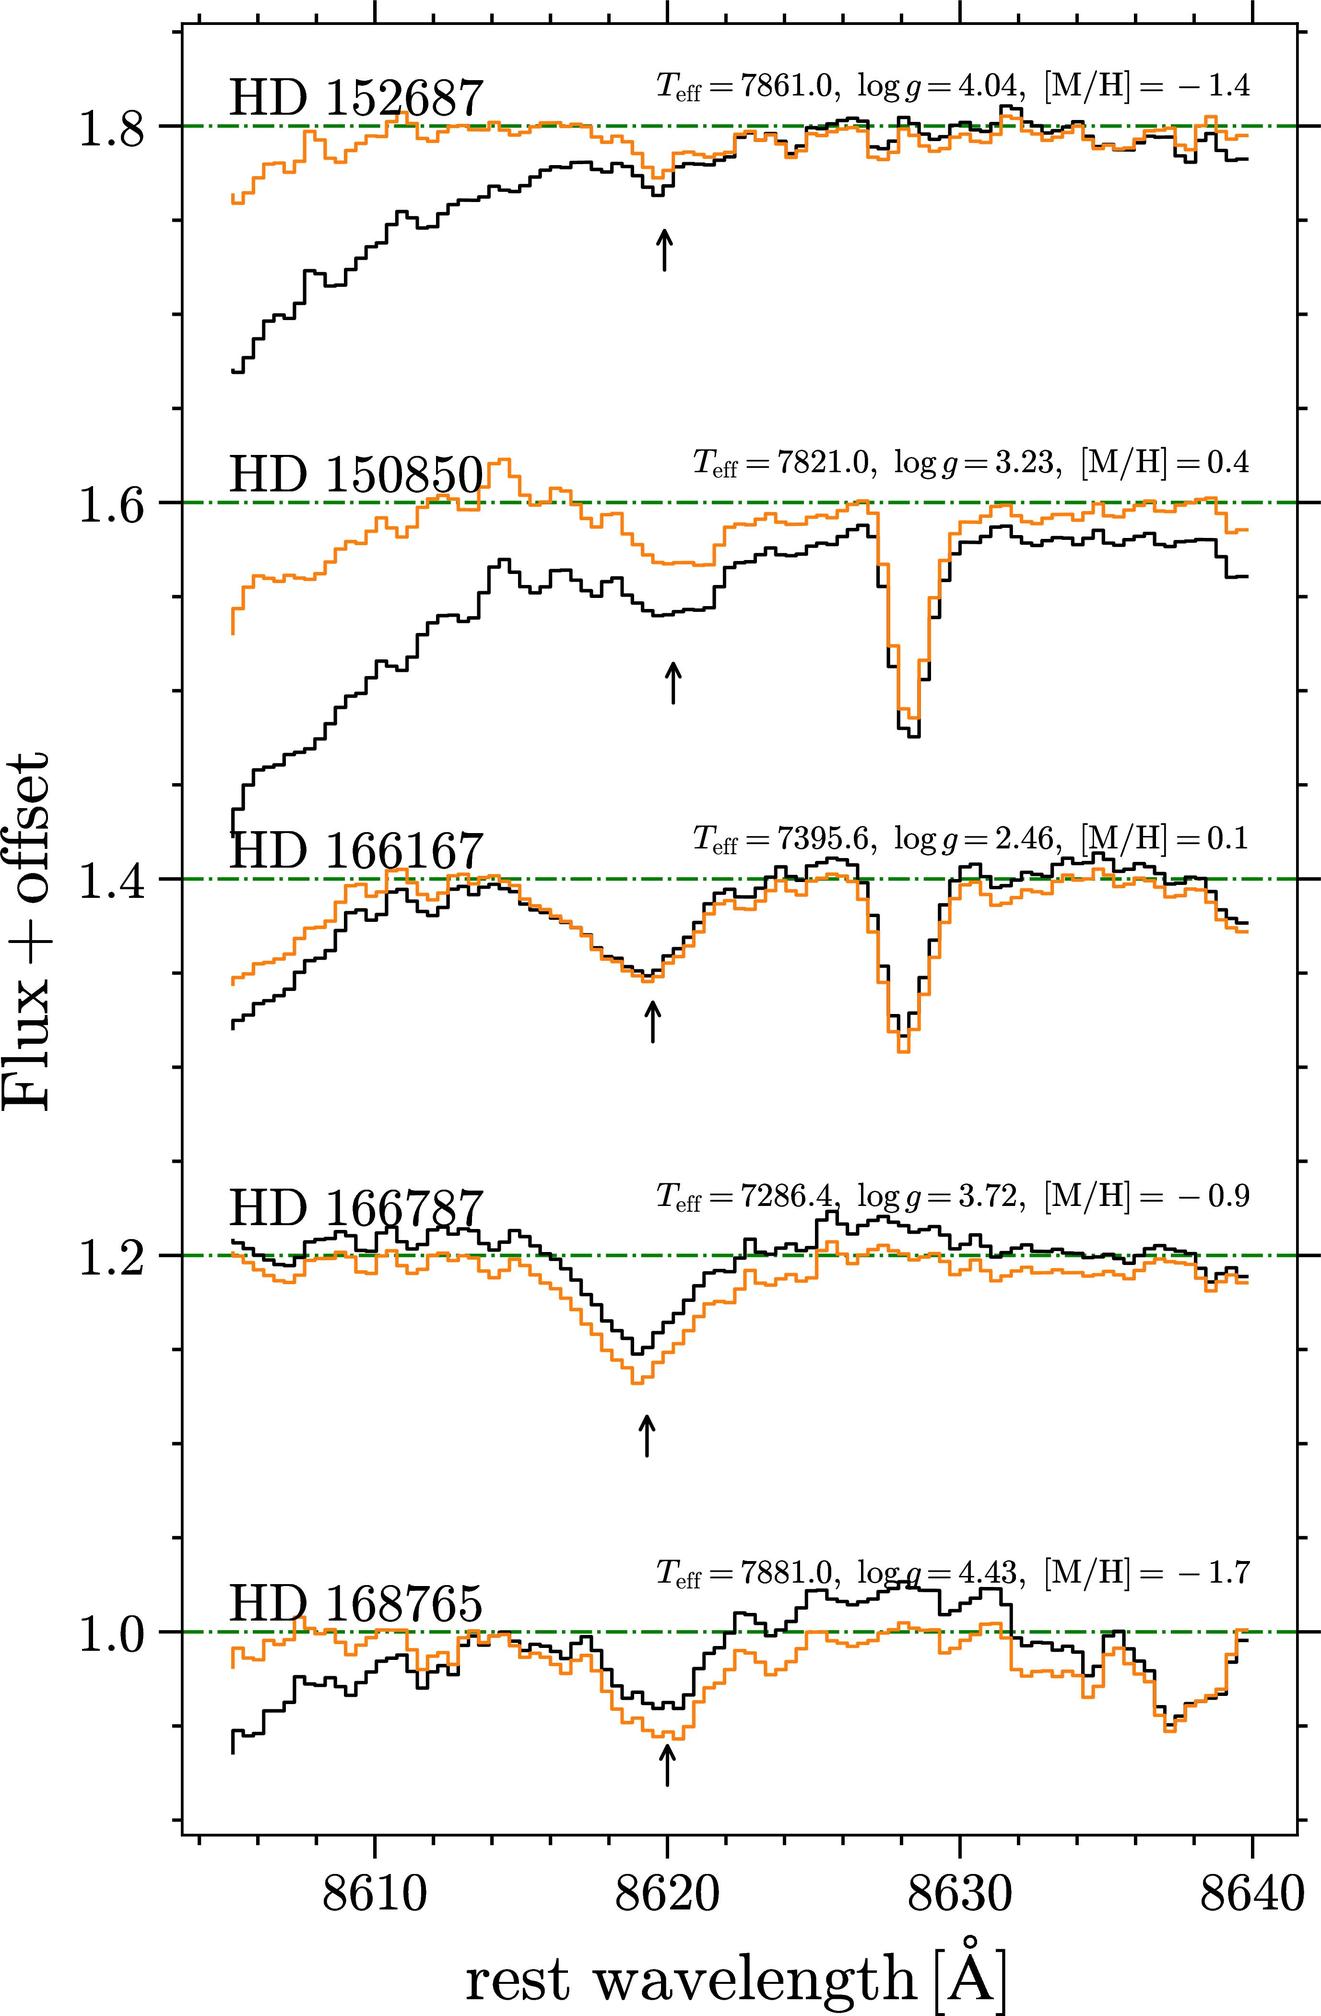 HD 152687
T_eff = 7861.0, log g = 4.04, [M/H] = −1.4
1.8
HD 150850
T_eff = 7821.0, log g = 3.23, [M/H] = 0.4
1.6
HD 166167
T_eff = 7395.6, log g = 2.46, [M/H] = 0.1
1.4
Flux + offset
HD 166787
T_eff = 7286.4, log g = 3.72, [M/H] = −0.9
1.2
HD 168765
T_eff = 7881.0, log g = 4.43, [M/H] = −1.7
1.0
8610 8620 8630 8640
rest wavelength [Å]